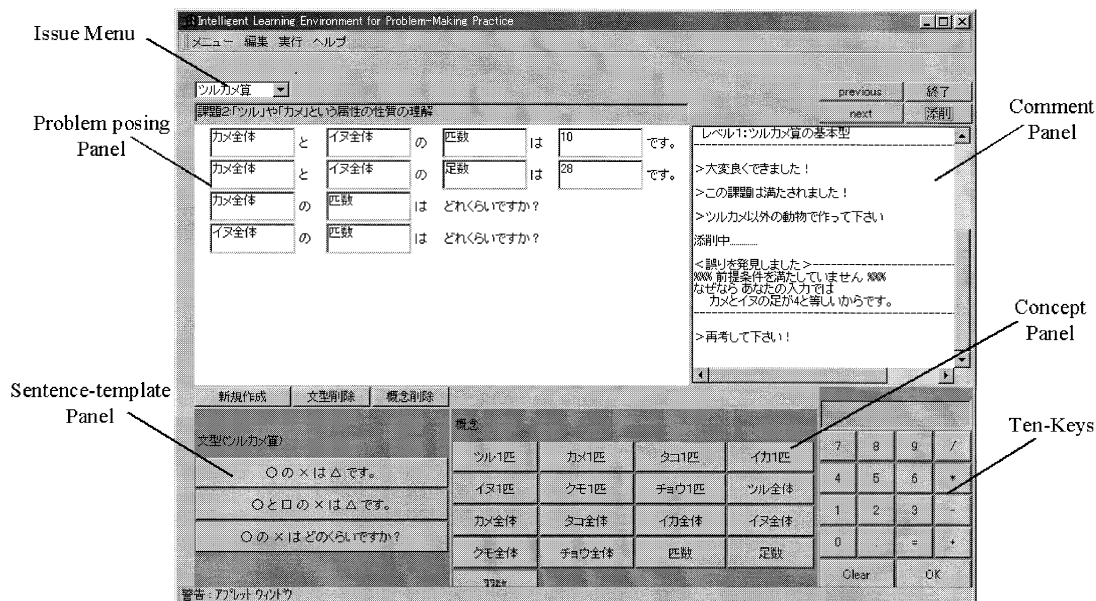 Intelligent Learning Environment for Problem-Making Practice
メニュー 編集 実行 ヘルプ
Issue Menu
ツルカメ算
previous 終了
課題2:「ツル」や「カメ」という属性の性質の理解
next 添削
Comment Panel
Problem posing Panel
カメ全体 と イヌ全体 の 匹数 は 10 です。
カメ全体 と イヌ全体 の 足数 は 28 です。
カメ全体 の 匹数 は どれくらいですか?
イヌ全体 の 匹数 は どれくらいですか?
レベル1:ツルカメ算の基本型
>大変良くできました!
>この課題は満たされました!
>ツルカメ以外の動物で作って下さい
添削中............
<誤りを発見しました>
%%% 前提条件を満たしていません %%%
なぜなら あなたの入力では
カメとイヌの足が4と等しいからです。
>再考して下さい!
Concept Panel
Sentence-template Panel
新規作成 文型削除 概念削除
文型(ツルカメ算)
○の×は△です。
○と□の×は△です。
○の×はどのくらいですか?
概念
ツル1匹 カメ1匹 タコ1匹 イカ1匹
イヌ1匹 クモ1匹 チョウ1匹 ツル全体
カメ全体 タコ全体 イカ全体 イヌ全体
クモ全体 チョウ全体 匹数 足数
Ten-Keys
7 8 9 /
4 5 6 *
1 2 3 -
0 . = +
Clear OK
警告 : アプレット ウィンドウ